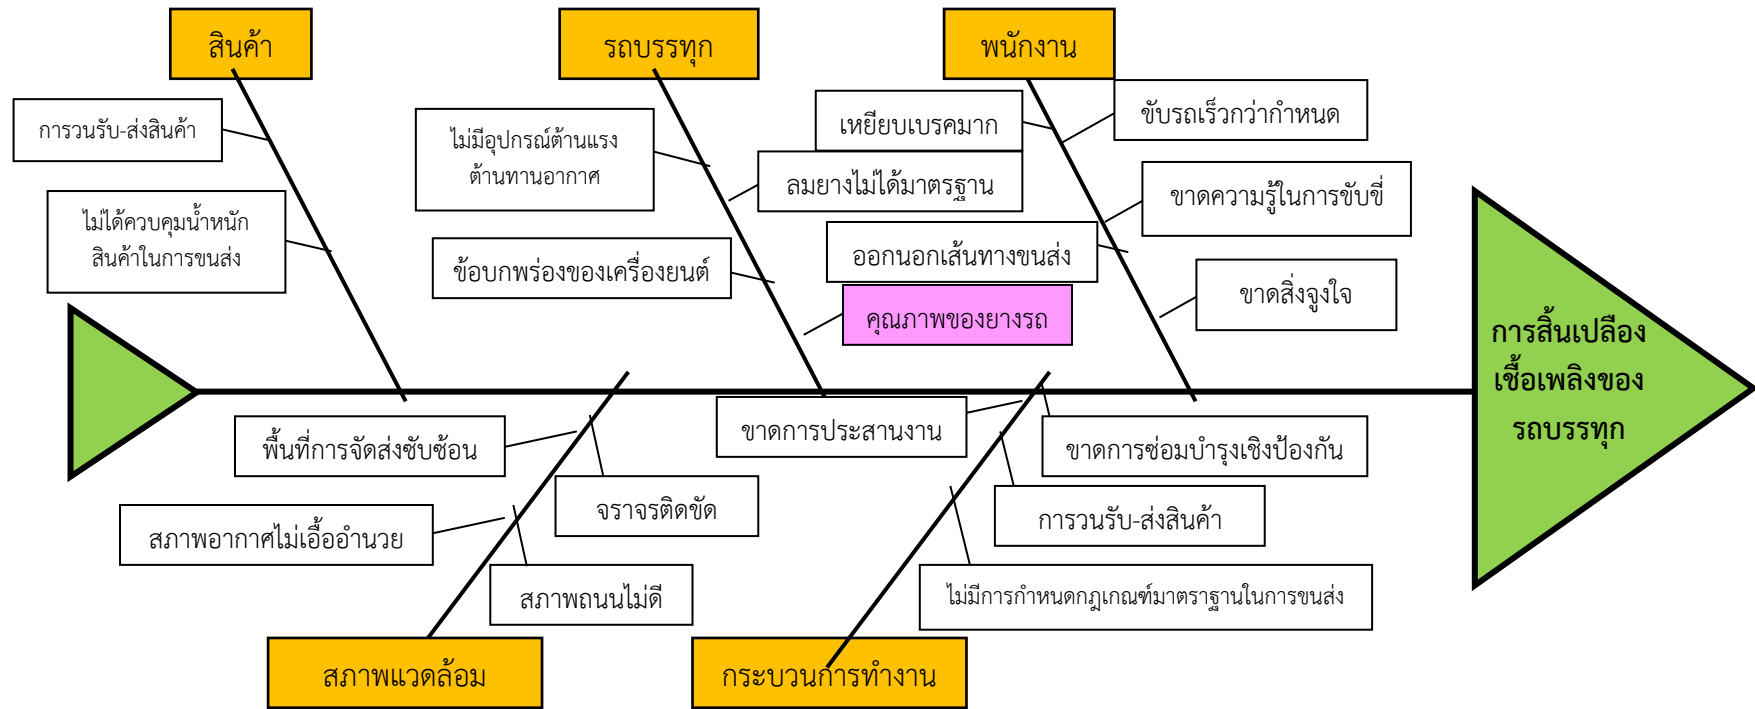 สินค้า
รถบรรทุก
พนักงาน
การวนรับ-ส่งสินค้า
ไม่ได้ควบคุมน้ำหนัก
สินค้าในการขนส่ง
ไม่มีอุปกรณ์ต้านแรง
ต้านทานอากาศ
ลมยางไม่ได้มาตรฐาน
ข้อบกพร่องของเครื่องยนต์
คุณภาพของยางรถ
เหยียบเบรคมาก
ขับรถเร็วกว่ากำหนด
ขาดความรู้ในการขับขี่
ออกนอกเส้นทางขนส่ง
ขาดสิ่งจูงใจ
การสิ้นเปลือง
เชื้อเพลิงของ
รถบรรทุก
พื้นที่การจัดส่งซับซ้อน
จราจรติดขัด
สภาพอากาศไม่เอื้ออำนวย
สภาพถนนไม่ดี
ขาดการประสานงาน
ขาดการซ่อมบำรุงเชิงป้องกัน
การวนรับ-ส่งสินค้า
ไม่มีการกำหนดกฎเกณฑ์มาตราฐานในการขนส่ง
สภาพแวดล้อม
กระบวนการทำงาน